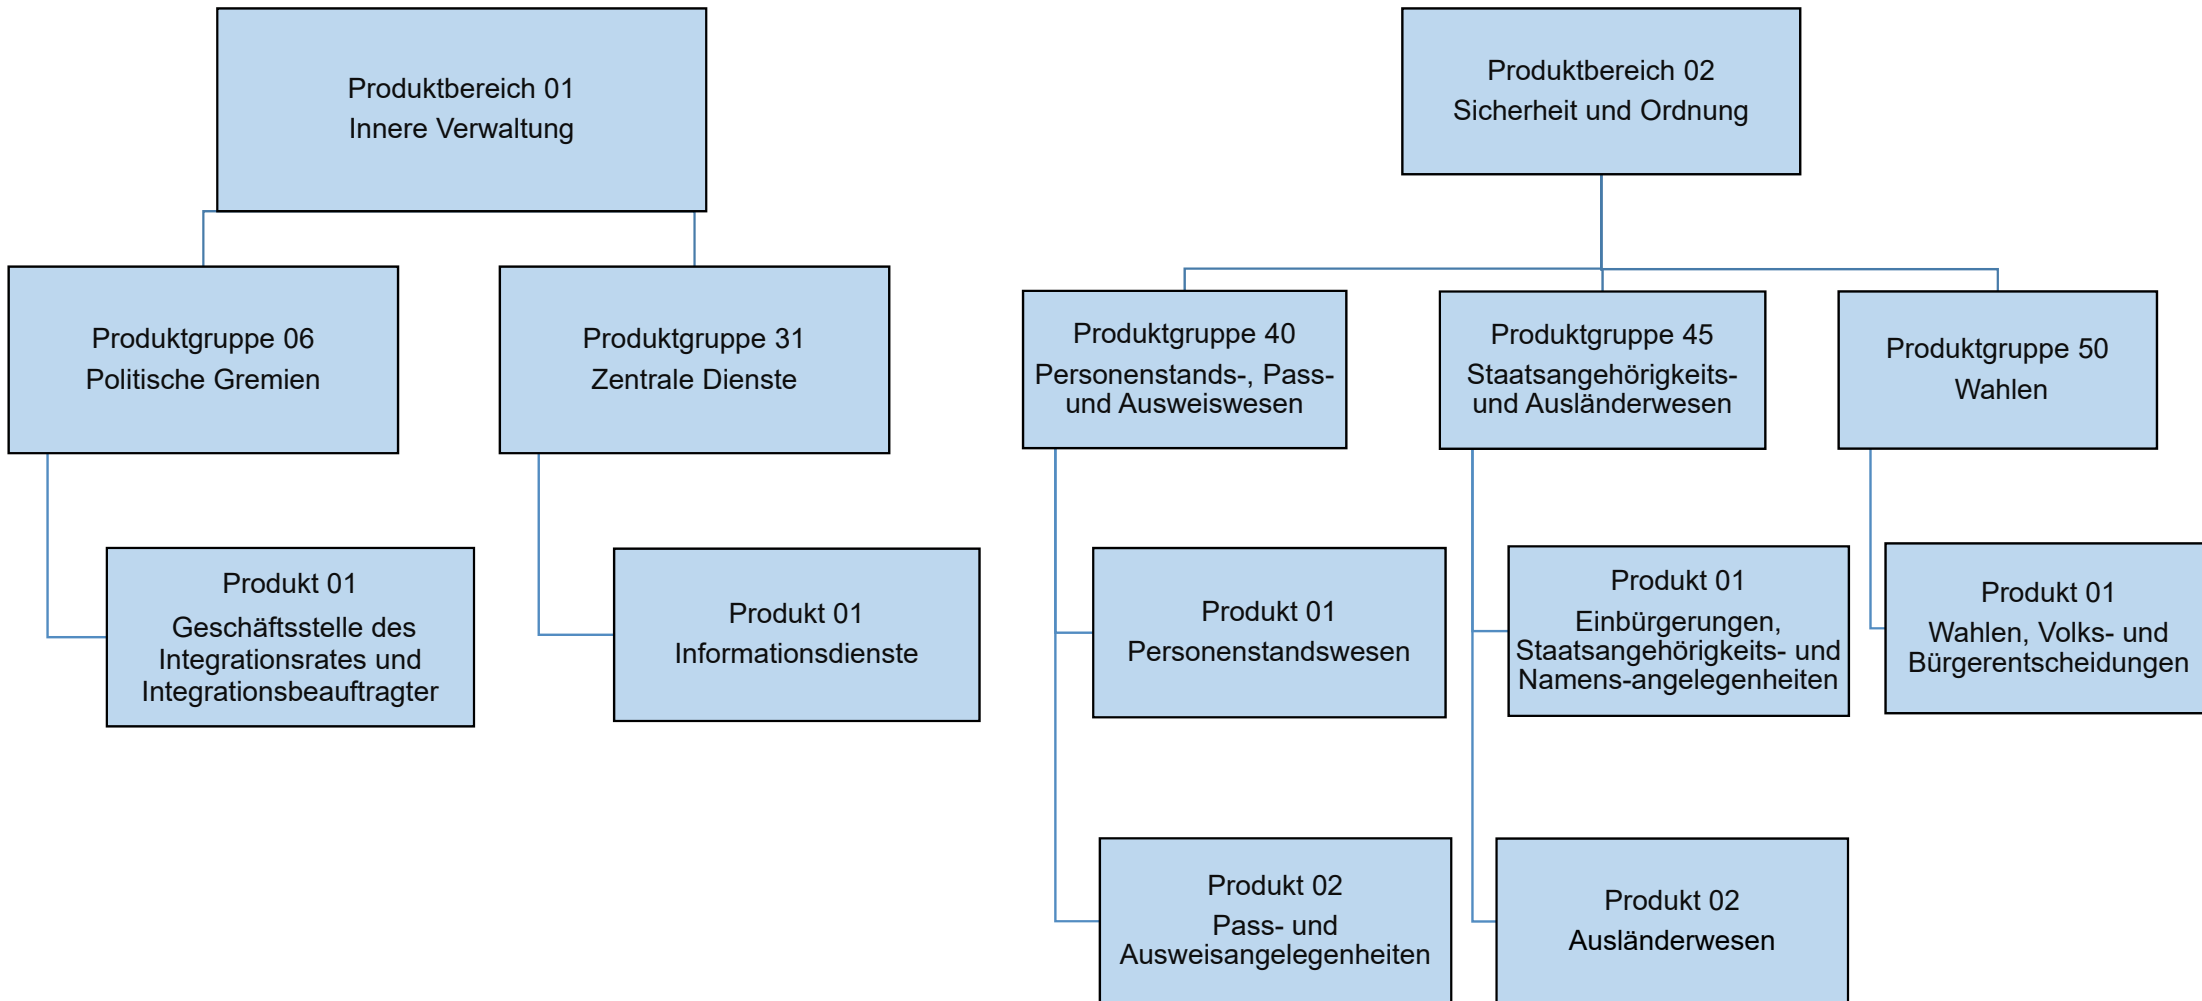 Produktbereich 01
Innere Verwaltung
Produktbereich 02
Sicherheit und Ordnung
Produktgruppe 06
Politische Gremien
Produktgruppe 31
Zentrale Dienste
Produktgruppe 40
Personenstands-, Pass-
und Ausweiswesen
Produktgruppe 45
Staatsangehörigkeits-
und Ausländerwesen
Produktgruppe 50
Wahlen
Produkt 01
Geschäftsstelle des
Integrationsrates und
Integrationsbeauftragter
Produkt 01
Informationsdienste
Produkt 01
Personenstandswesen
Produkt 01
Einbürgerungen,
Staatsangehörigkeits- und
Namens-angelegenheiten
Produkt 01
Wahlen, Volks- und
Bürgerentscheidungen
Produkt 02
Pass- und
Ausweisangelegenheiten
Produkt 02
Ausländerwesen